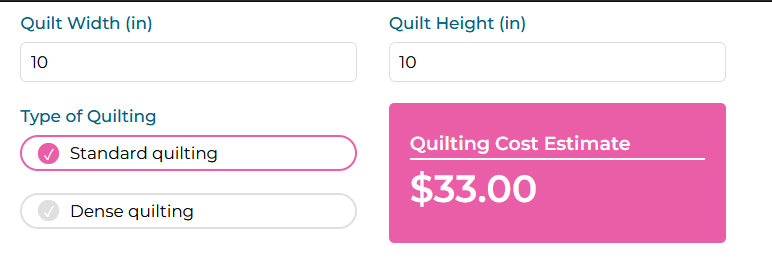 Quilt Width (in)
Quilt Height (in)
10
10
Type of Quilting
Standard quilting
Dense quilting
Quilting Cost Estimate
$33.00